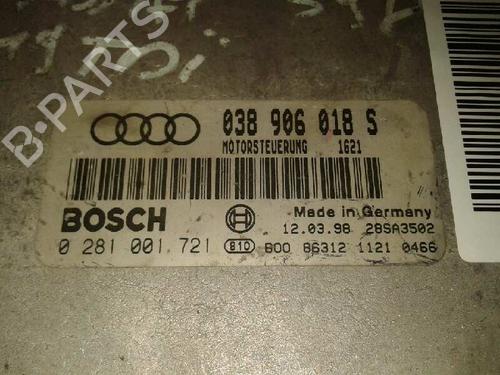 B-PARTS
TDi
038 906 018 S
MOTORSTEUERUNG 1621
BOSCH
Made in Germany
12.03.98 28SA3502
0 281 001 721 810 800 86312 1121 0466